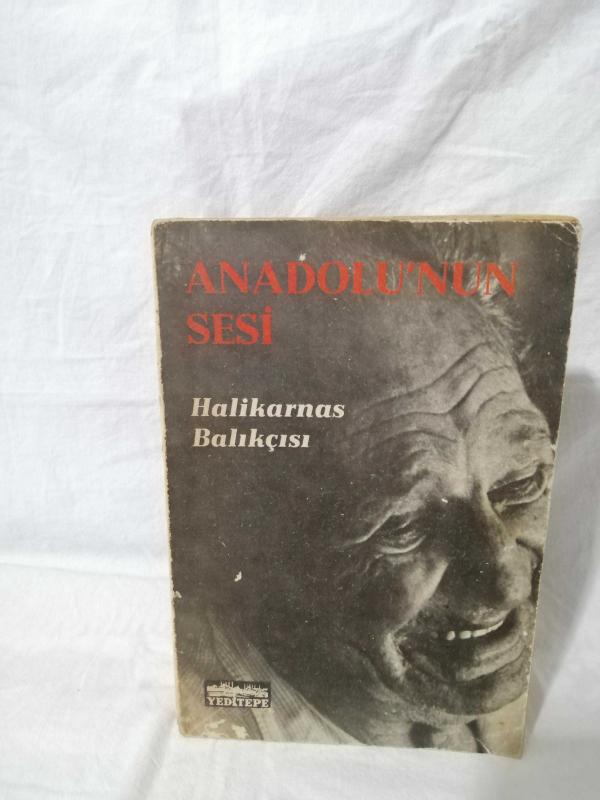 ANADOLU'NUN
SESİ
Halikarnas
Balıkçısı
YEDİTEPE